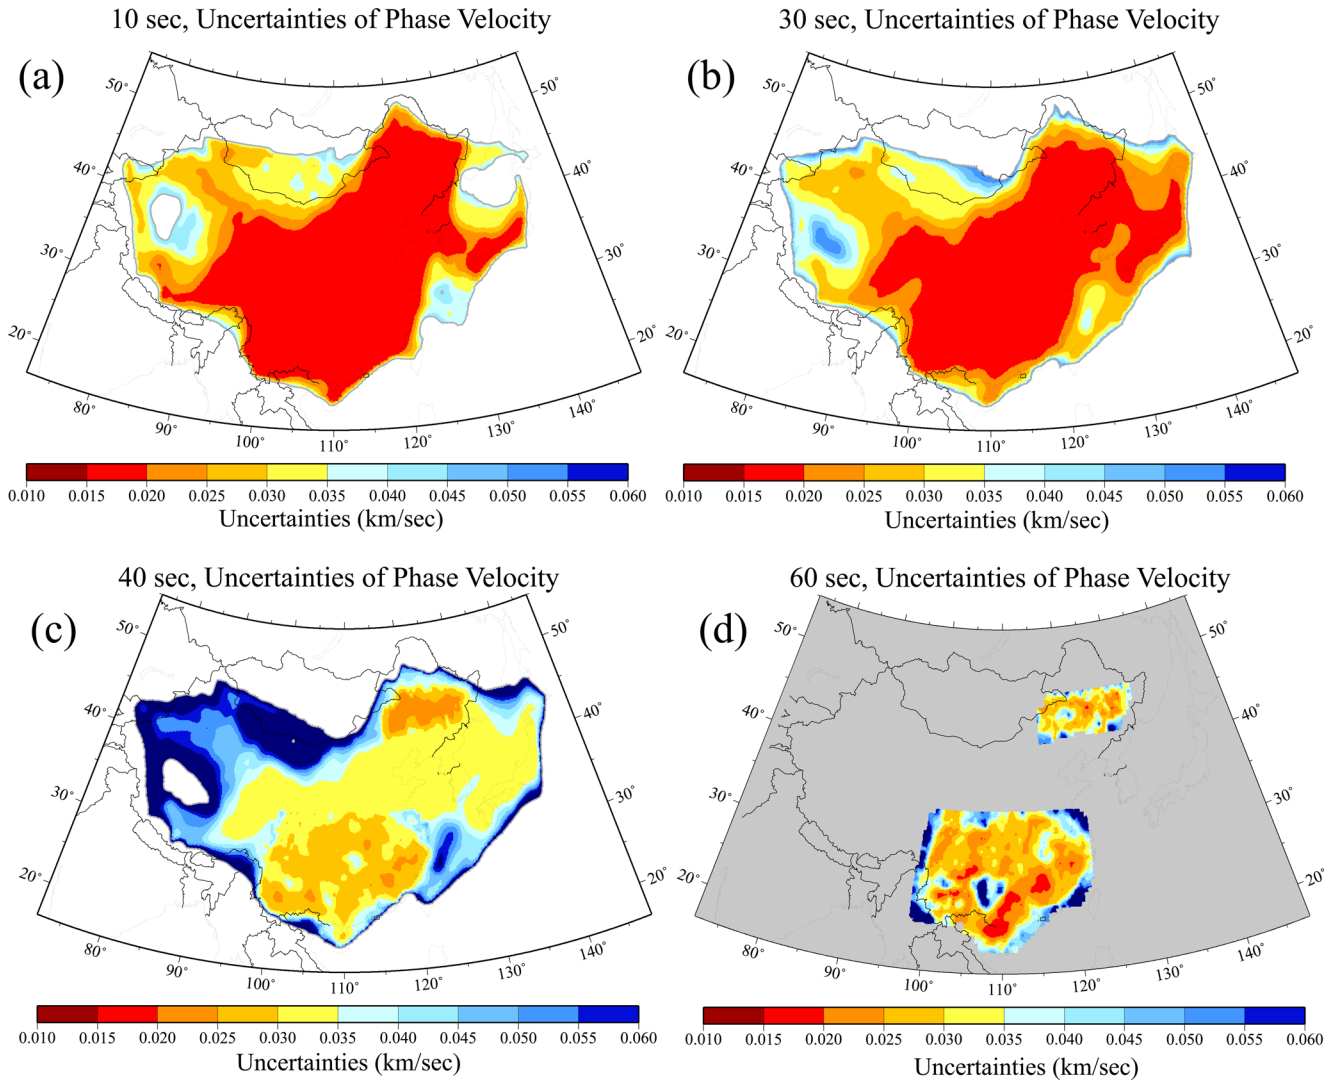 10 sec, Uncertainties of Phase Velocity
(a)
50˚ 50˚
40˚ 40˚
30˚ 30˚
20˚ 20˚
80˚ 90˚ 100˚ 110˚ 120˚ 130˚ 140˚
0.010 0.015 0.020 0.025 0.030 0.035 0.040 0.045 0.050 0.055 0.060
Uncertainties (km/sec)
30 sec, Uncertainties of Phase Velocity
(b)
50˚ 50˚
40˚ 40˚
30˚ 30˚
20˚ 20˚
80˚ 90˚ 100˚ 110˚ 120˚ 130˚ 140˚
0.010 0.015 0.020 0.025 0.030 0.035 0.040 0.045 0.050 0.055 0.060
Uncertainties (km/sec)
40 sec, Uncertainties of Phase Velocity
(c)
50˚ 50˚
40˚ 40˚
30˚ 30˚
20˚ 20˚
80˚ 90˚ 100˚ 110˚ 120˚ 130˚ 140˚
0.010 0.015 0.020 0.025 0.030 0.035 0.040 0.045 0.050 0.055 0.060
Uncertainties (km/sec)
60 sec, Uncertainties of Phase Velocity
(d)
50˚ 50˚
40˚ 40˚
30˚ 30˚
20˚ 20˚
80˚ 90˚ 100˚ 110˚ 120˚ 130˚ 140˚
0.010 0.015 0.020 0.025 0.030 0.035 0.040 0.045 0.050 0.055 0.060
Uncertainties (km/sec)